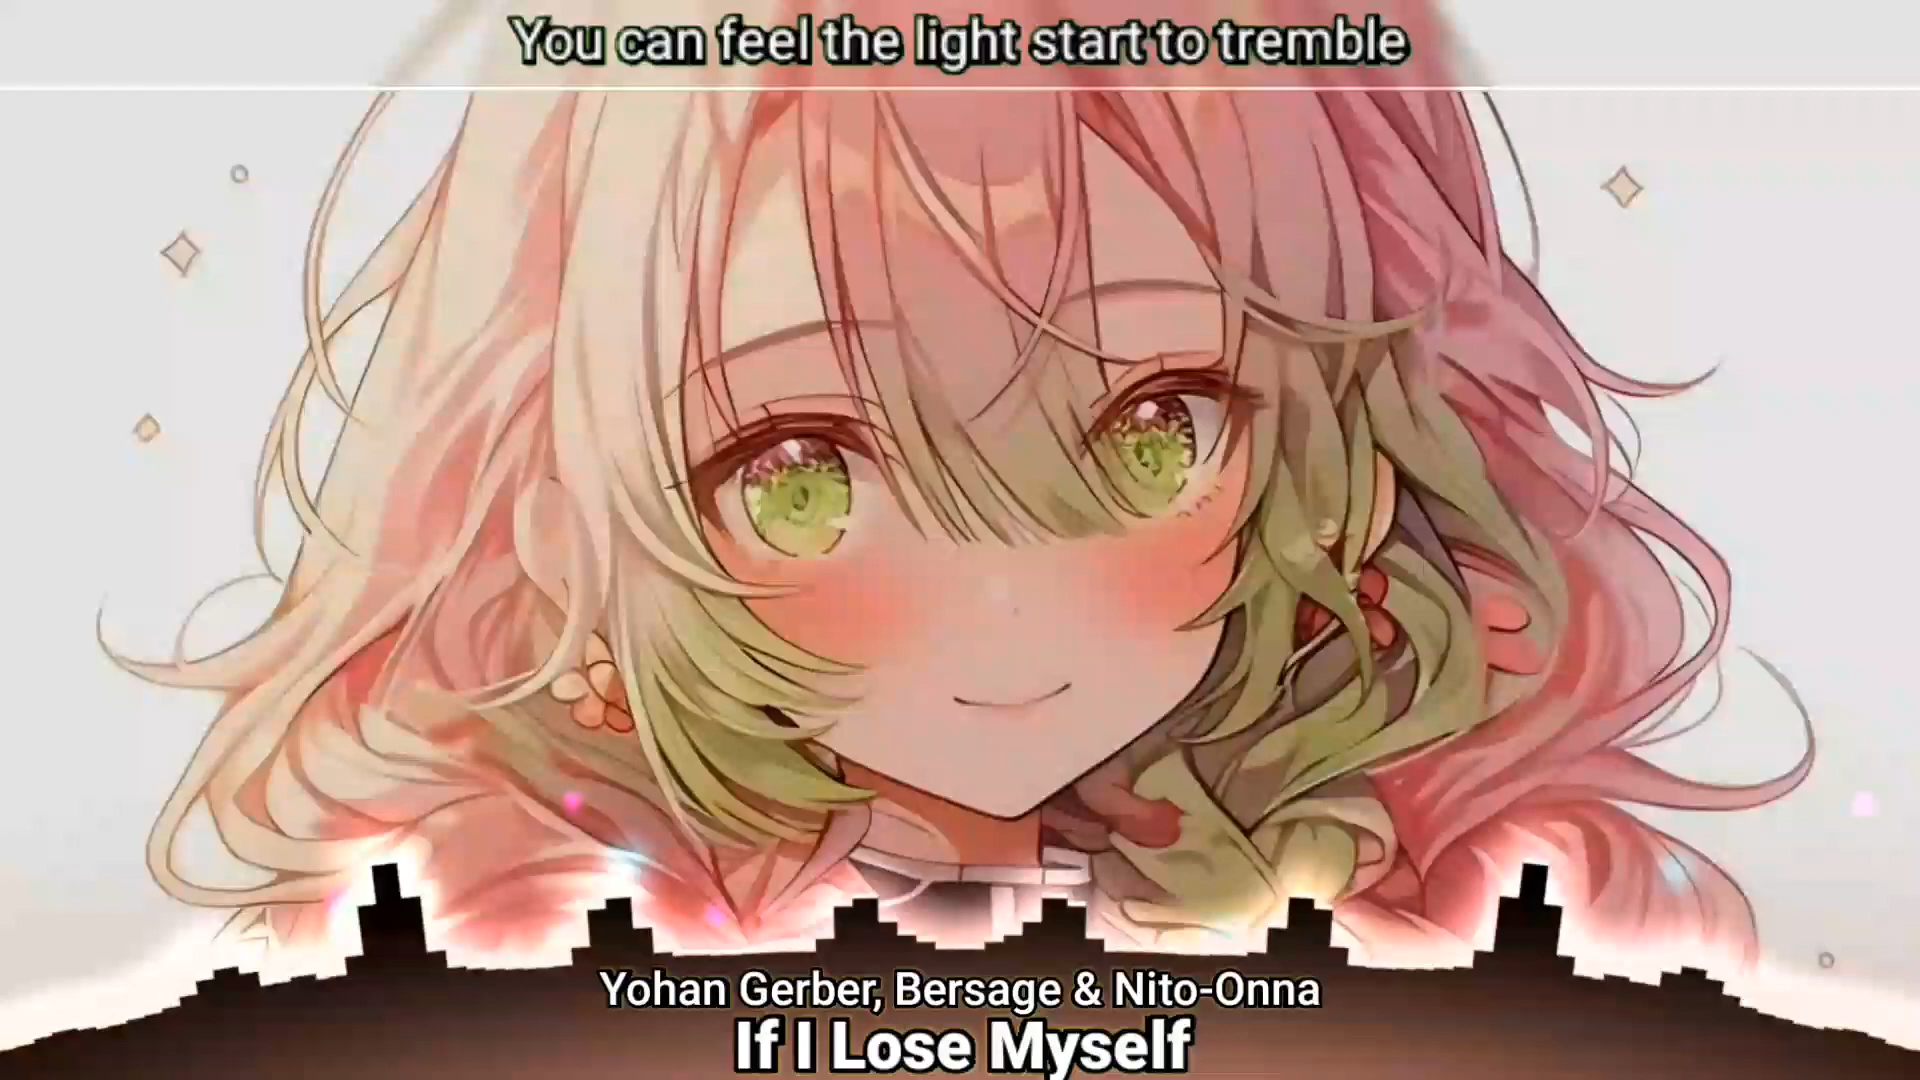 You can feel the light start to tremble
Yohan Gerber, Bersage & Nito-Onna
If I Lose Myself